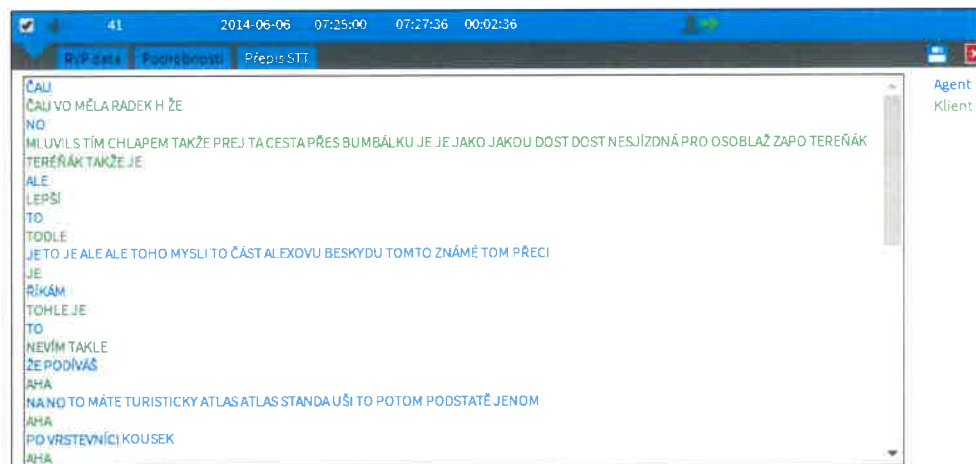 41 2014-06-06 07:25:00 07:27:36 00:02:36
RVP data Podrobnosti Přepis STT
ČAU
Agent
ČAU VO MĚLA RADEK H ŽE
Klient
NO
MLUVILS TÍM CHLAPEM TAKŽE PREJ TA CESTA PŘES BUMBÁLKU JE JE JAKO JAKOU DOST DOST NESJÍZDNÁ PRO OSOBLAŽ ZAPO TEREŇÁK
TEREŇÁK TAKŽE JE
ALE
LEPŠÍ
TO
TODLE
JE TO JE ALE ALE TOHO MYSLI TO ČÁST ALEXOVU BESKYDU TOMTO ZNÁMÉ TOM PŘECI
JE
ŘÍKÁM
TOHLE JE
TO
NEVÍM TAKLE
ŽE PODÍVÁŠ
AHA
NA NO TO MÁTE TURISTICKY ATLAS ATLAS STANDA UŠI TO POTOM PODSTATĚ JENOM
AHA
PO VRSTEVNÍCI KOUSEK
AHA